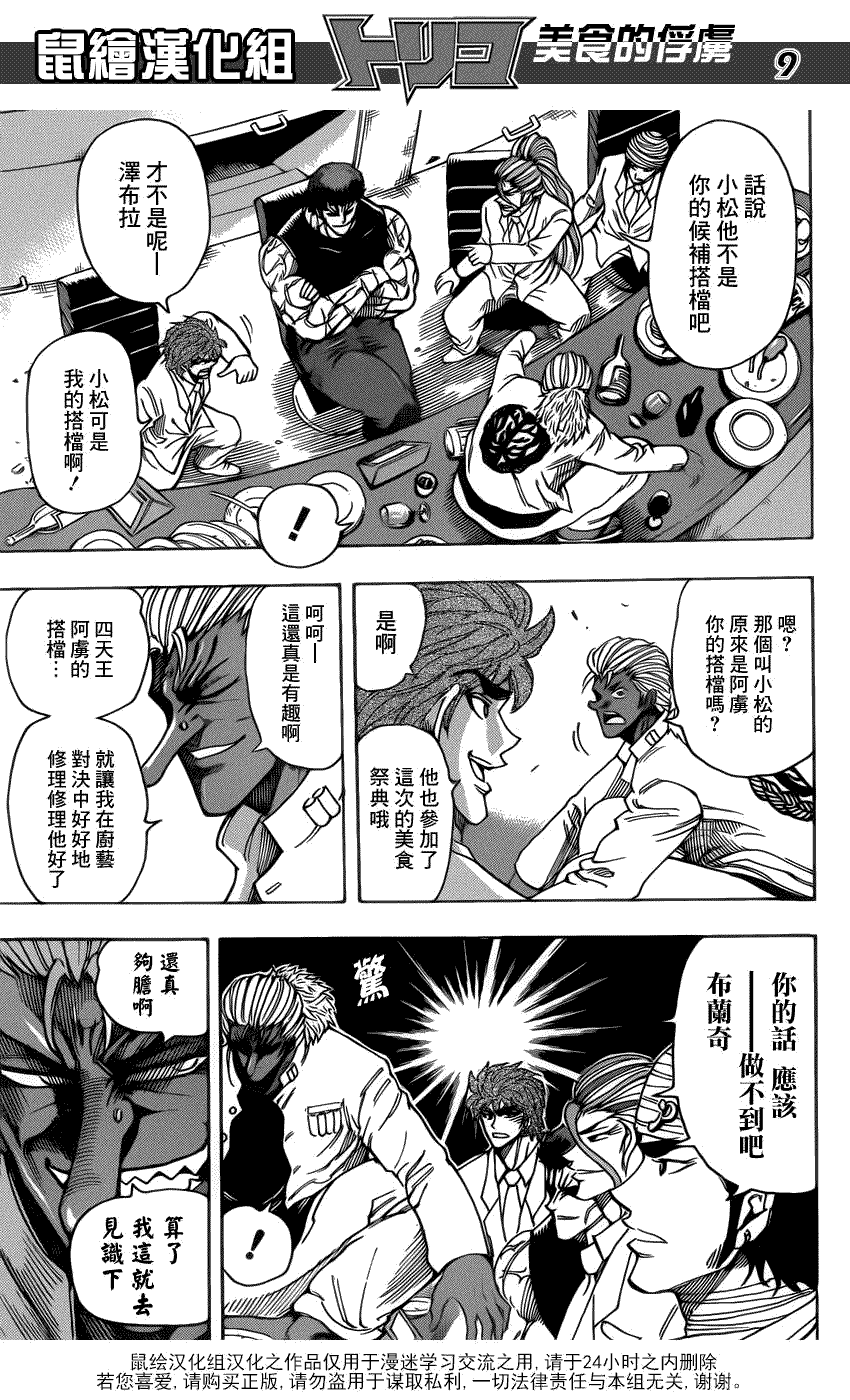 鼠繪漢化組
トリコ
美食的俘虜
9
話說
小松他不是
你的候補搭檔吧
才不是呢—
澤布拉
小松可是
我的搭檔啊！
！
嗯？
那個叫小松的
原來是阿虜
你的搭檔嗎？
是啊
他也參加了
這次的美食
祭典哦
呵呵—
這還真是有趣啊
四天王
阿虜的
搭檔…
就讓我在廚藝
對決中好好地
修理修理他好了
你的話 應該
——做不到吧
布蘭奇
驚
！
還真
夠膽啊
算了
我這就去
見識下
鼠绘汉化组汉化之作品仅用于漫迷学习交流之用, 请于24小时之内删除
若您喜爱, 请购买正版, 请勿盗用于谋取私利, 一切法律责任与本组无关, 谢谢。